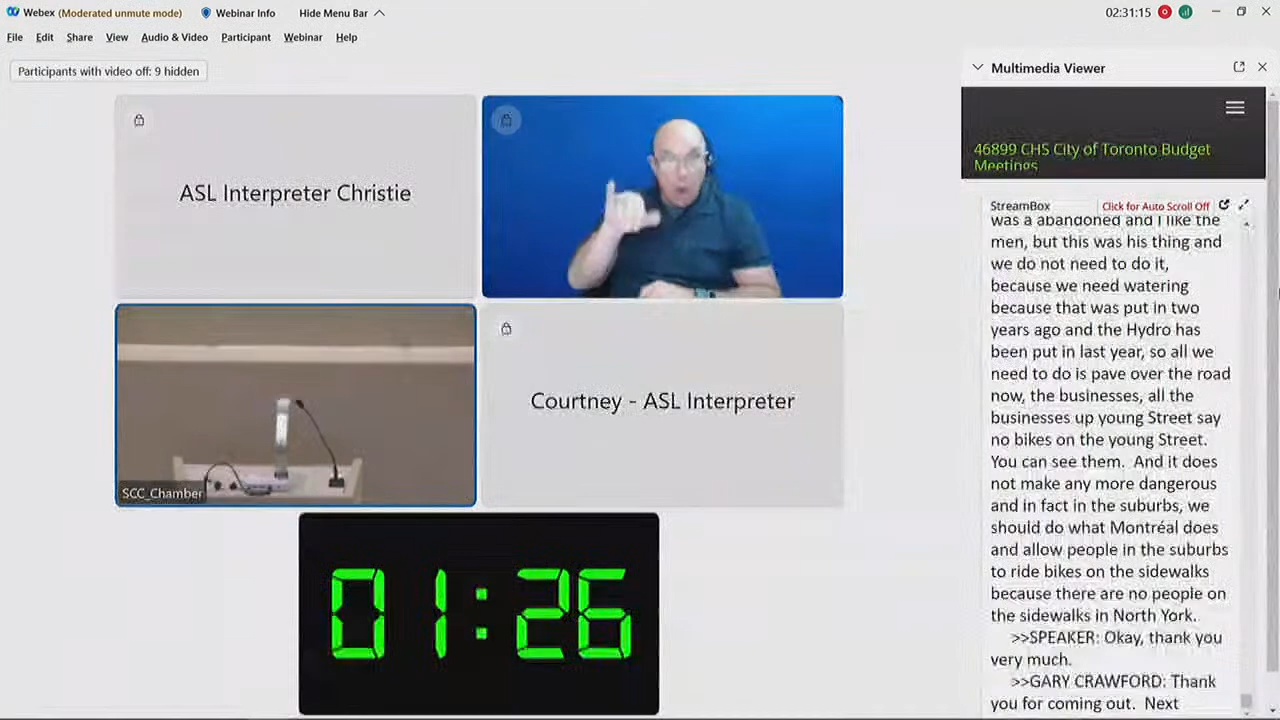 Webex (Moderated unmute mode) Webinar Info Hide Menu Bar 02:31:15
File Edit Share View Audio & Video Participant Webinar Help
Participants with video off: 9 hidden
Multimedia Viewer
ASL Interpreter Christie
46899 CHS City of Toronto Budget
Meetings
StreamBox Click for Auto Scroll Off
was a abandoned and I like the
men, but this was his thing and
we do not need to do it,
because we need watering
because that was put in two
years ago and the Hydro has
been put in last year, so all we
need to do is pave over the road
now, the businesses, all the
businesses up young Street say
no bikes on the young Street.
You can see them. And it does
not make any more dangerous
and in fact in the suburbs, we
should do what Montréal does
and allow people in the suburbs
to ride bikes on the sidewalks
because there are no people on
the sidewalks in North York.
>>SPEAKER: Okay, thank you
very much.
>>GARY CRAWFORD: Thank
you for coming out. Next
SCC_Chamber
Courtney - ASL Interpreter
01:26